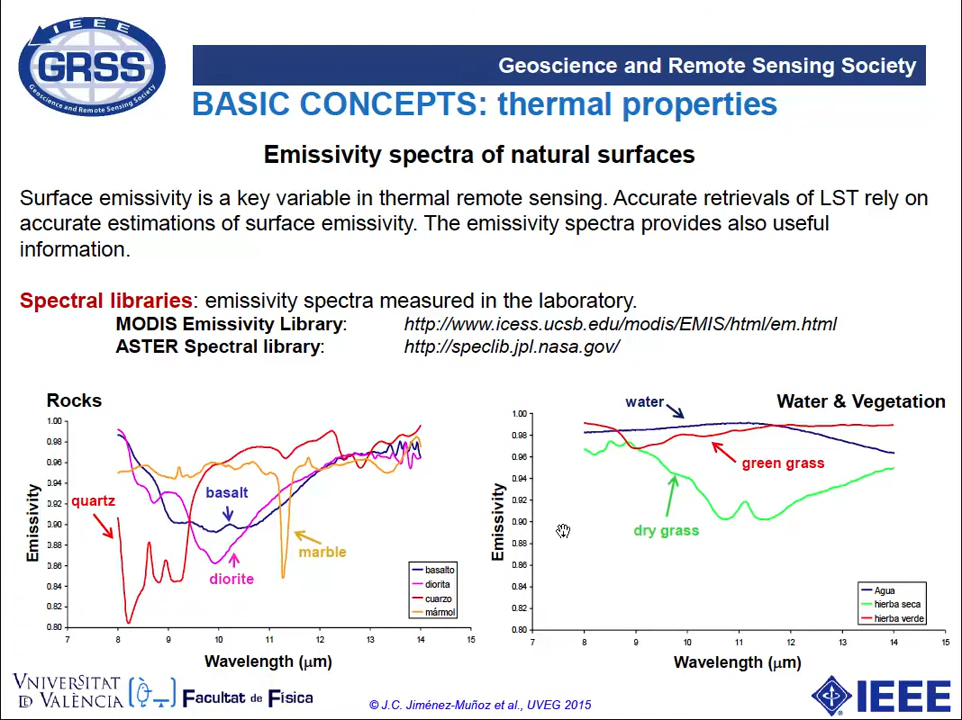 IEEE
GRSS
Geoscience and Remote Sensing Society
Geoscience and Remote Sensing Society
BASIC CONCEPTS: thermal properties
Emissivity spectra of natural surfaces
Surface emissivity is a key variable in thermal remote sensing. Accurate retrievals of LST rely on
accurate estimations of surface emissivity. The emissivity spectra provides also useful
information.
Spectral libraries: emissivity spectra measured in the laboratory.
MODIS Emissivity Library: http://www.icess.ucsb.edu/modis/EMIS/html/em.html
ASTER Spectral library: http://speclib.jpl.nasa.gov/
Rocks
1.00
0.98
0.96
0.94
0.92
0.90
0.88
0.86
0.84
0.82
0.80
Emissivity
quartz
basalt
diorite
marble
basalto
diorita
cuarzo
mármol
7 8 9 10 11 12 13 14 15
Wavelength (μm)
Water & Vegetation
1.00
0.98
0.96
0.94
0.92
0.90
0.88
0.86
0.84
0.82
0.80
Emissivity
water
green grass
dry grass
Agua
hierba seca
hierba verde
7 8 9 10 11 12 13 14 15
Wavelength (μm)
VNIVERSITAT
DE VALÈNCIA
Facultat de Física
© J.C. Jiménez-Muñoz et al., UVEG 2015
IEEE